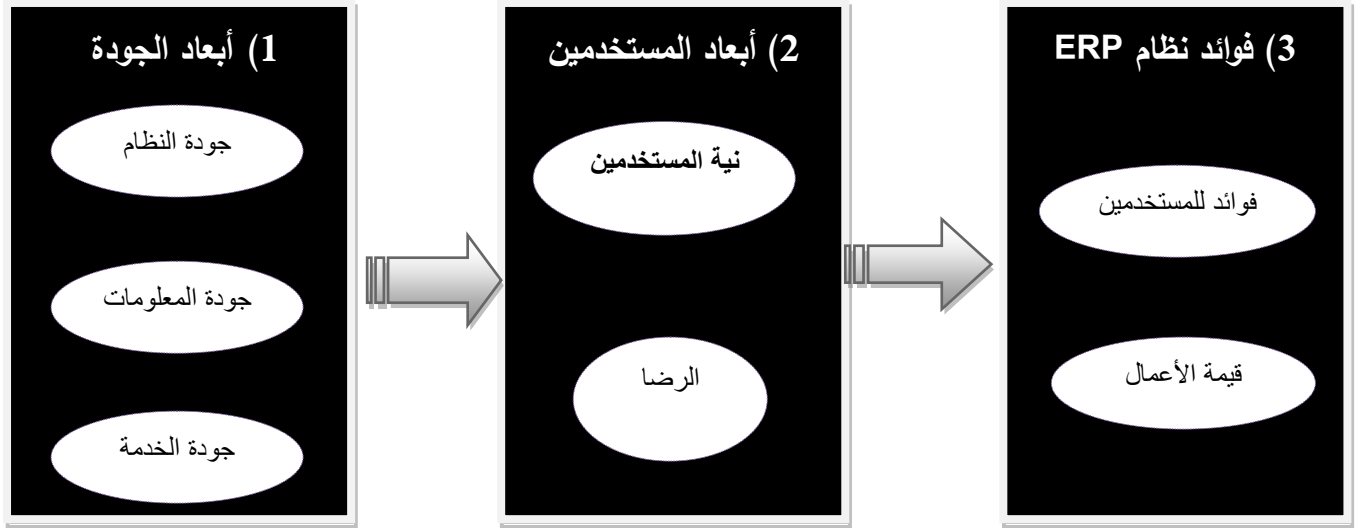 1) أبعاد الجودة
جودة النظام
جودة المعلومات
جودة الخدمة
2) أبعاد المستخدمين
نية المستخدمين
الرضا
3) فوائد نظام ERP
فوائد للمستخدمين
قيمة الأعمال